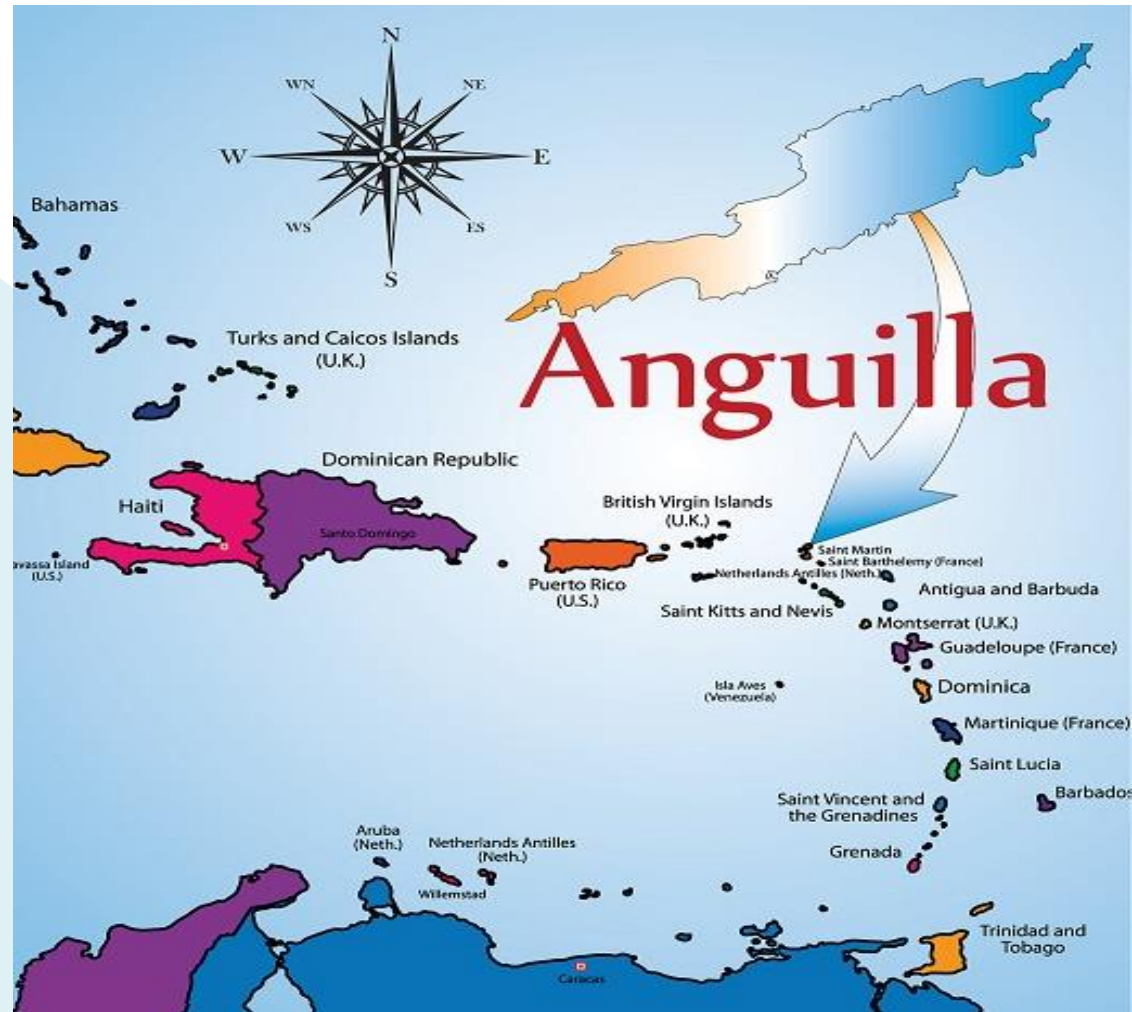 N
WN
NE
W
E
WS
ES
S
Bahamas
Turks and Caicos Islands
(U.K.)
Anguilla
Dominican Republic
Haiti
Santo Domingo
avassa Island
(U.S.)
Puerto Rico
(U.S.)
British Virgin Islands
(U.K.)
Saint Martin
Saint Barthelemy (France)
Netherlands Antilles (Neth.)
Saint Kitts and Nevis
Antigua and Barbuda
Montserrat (U.K.)
Guadeloupe (France)
Isla Aves
(Venezuela)
Dominica
Martinique (France)
Saint Lucia
Saint Vincent and
the Grenadines
Barbados
Grenada
Aruba
(Neth.)
Netherlands Antilles
(Neth.)
Willemstad
Trinidad and
Tobago
Caracas